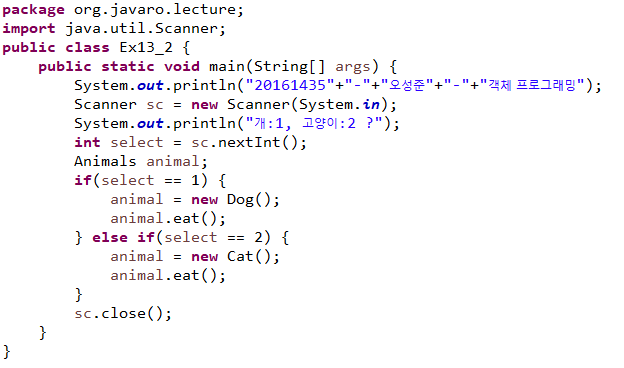 package org.javaro.lecture;
import java.util.Scanner;
public class Ex13_2 {
    public static void main(String[] args) {
        System.out.println("20161435"+"-"+"오성준"+"-"+"객체 프로그래밍");
        Scanner sc = new Scanner(System.in);
        System.out.println("개:1, 고양이:2 ?");
        int select = sc.nextInt();
        Animals animal;
        if(select == 1) {
            animal = new Dog();
            animal.eat();
        } else if(select == 2) {
            animal = new Cat();
            animal.eat();
        }
        sc.close();
    }
}